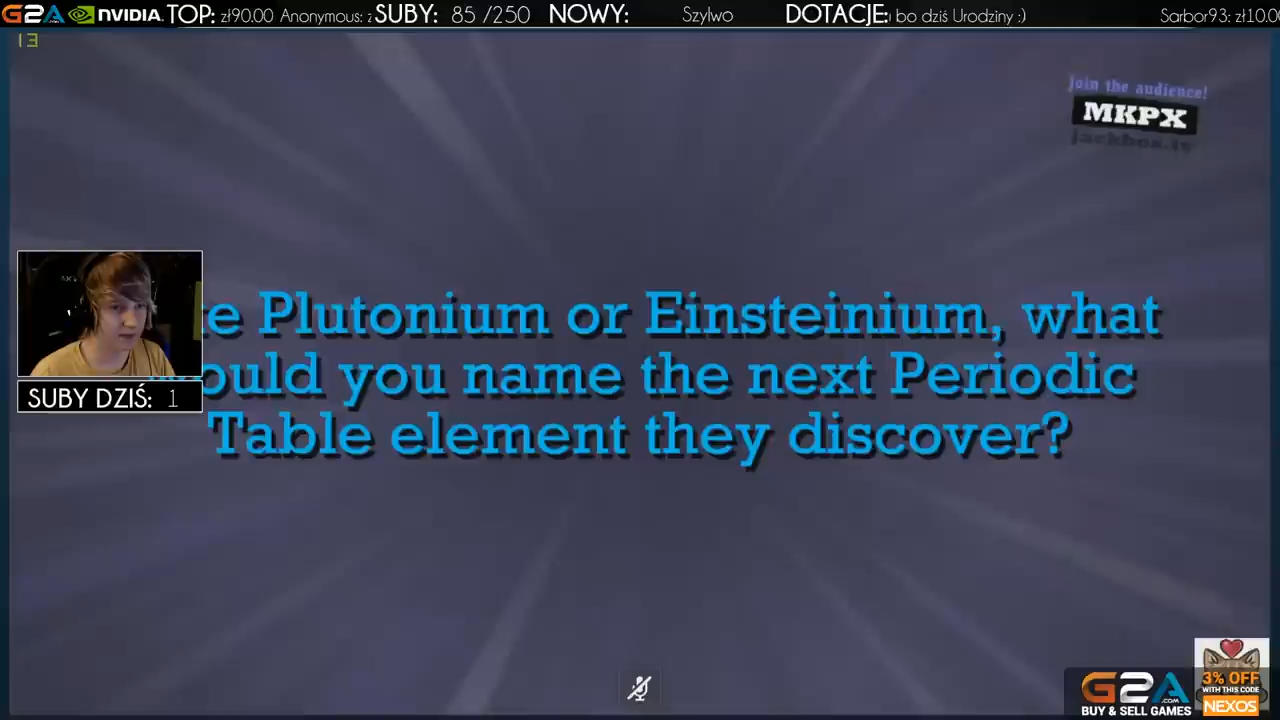 G2A.COM NVIDIA TOP: zł90.00 Anonymous: SUBY: 85 /250 NOWY: Szylwo DOTACJE: bo dziś Urodziny :) Sarbor93: zł10.0
13
Join the audience!
MKPX
jackbox.tv
Plutonium or Einsteinium, what
you name the next Periodic
Table element they discover?
SUBY DZIŚ: 1
3% OFF
WITH THIS CODE
NEXOS
G2A.COM
BUY & SELL GAMES